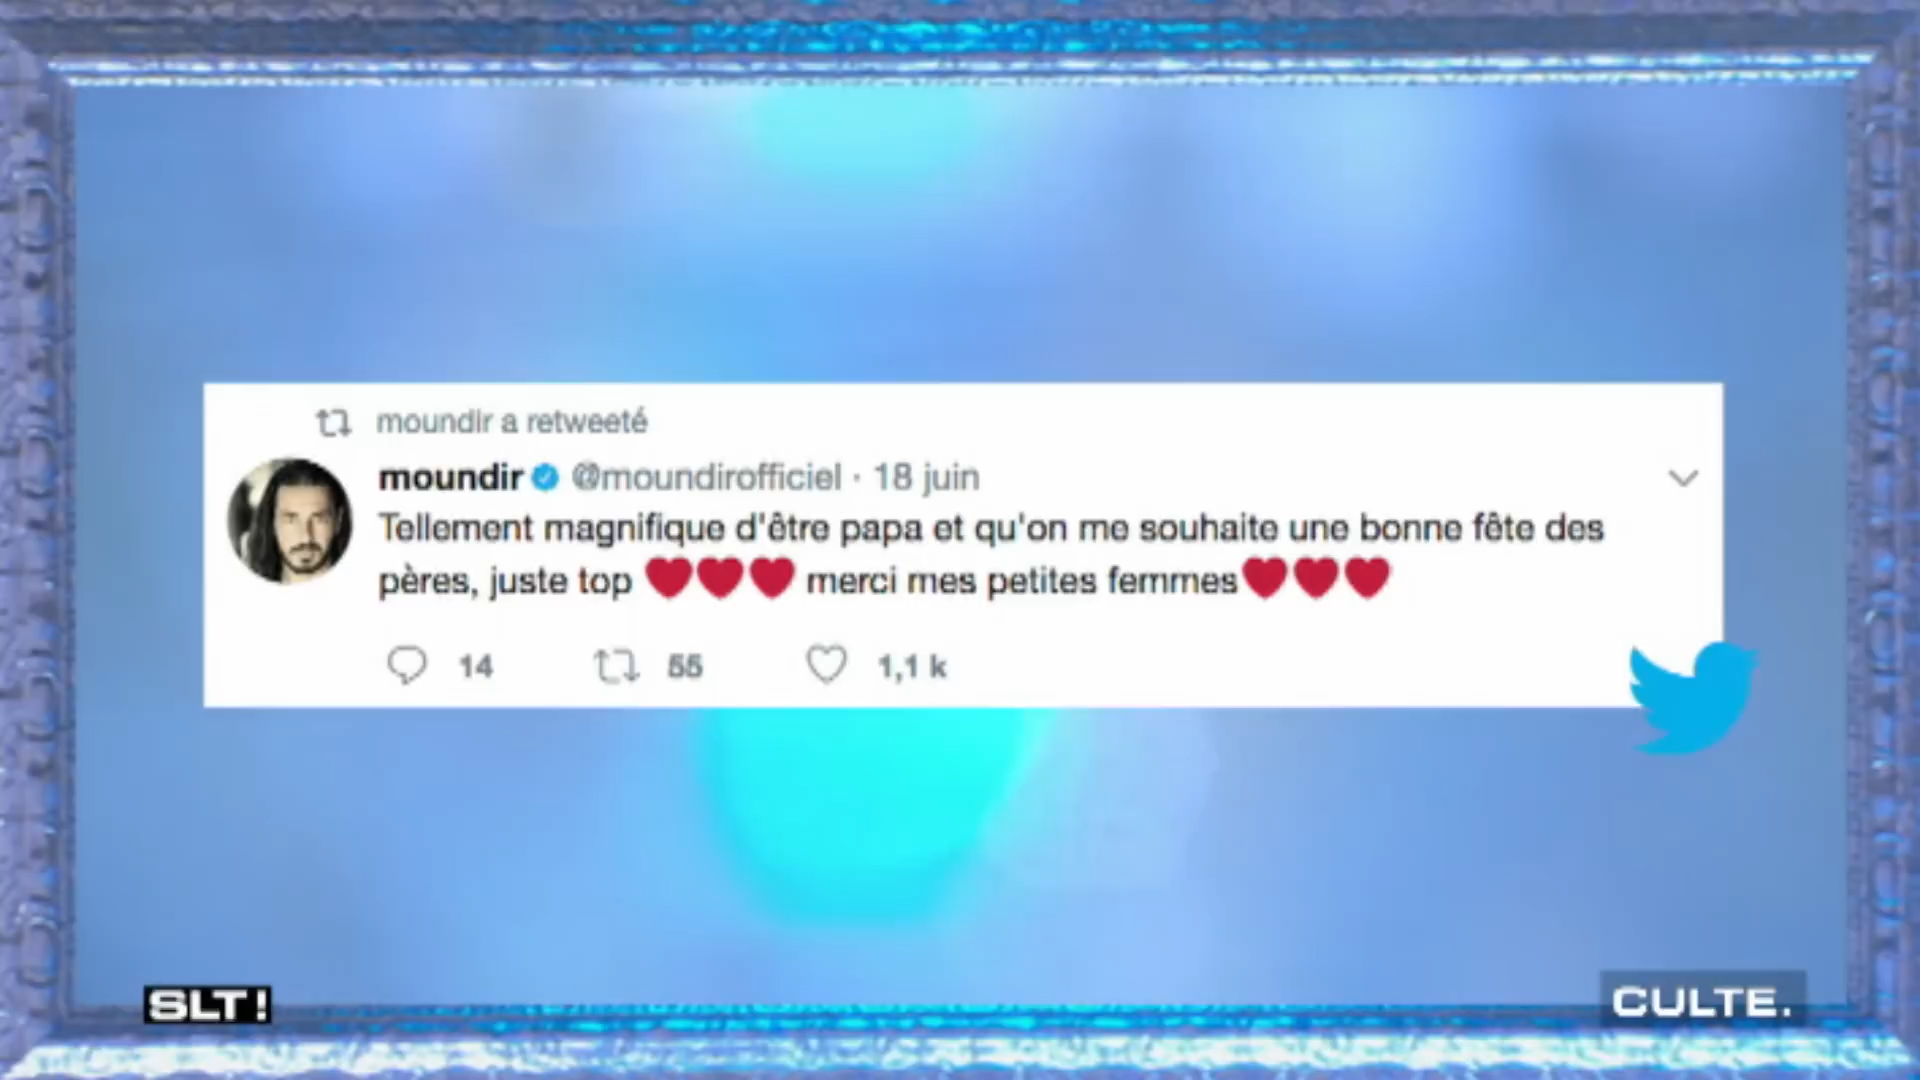 moundir a retweeté
moundir @moundirofficiel · 18 juin
Tellement magnifique d'être papa et qu'on me souhaite une bonne fête des
pères, juste top ❤❤❤ merci mes petites femmes❤❤❤
14 55 1,1 k
SLT! CULTE.